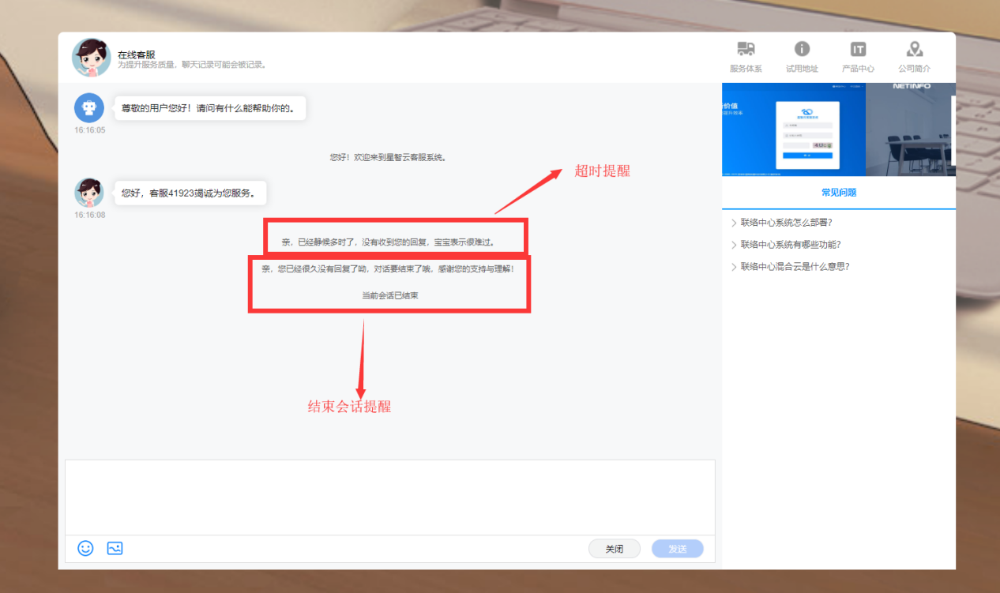 在线客服
为提升服务质量，聊天记录可能会被记录。
服务体系
试用地址
产品中心
公司简介
IT
尊敬的用户您好！请问有什么能帮助你的。
16:16:05
您好！欢迎来到星智云客服系统。
您好，客服41923竭诚为您服务。
16:16:08
超时提醒
亲，已经静候多时了，没有收到您的回复，宝宝表示很难过。
亲，您已经很久没有回复了呦，对话要结束了哦，感谢您的支持与理解！
当前会话已结束
结束会话提醒
关闭
发送
NETINFO
常见问题
联络中心系统怎么部署?
联络中心系统有哪些功能?
联络中心混合云是什么意思?